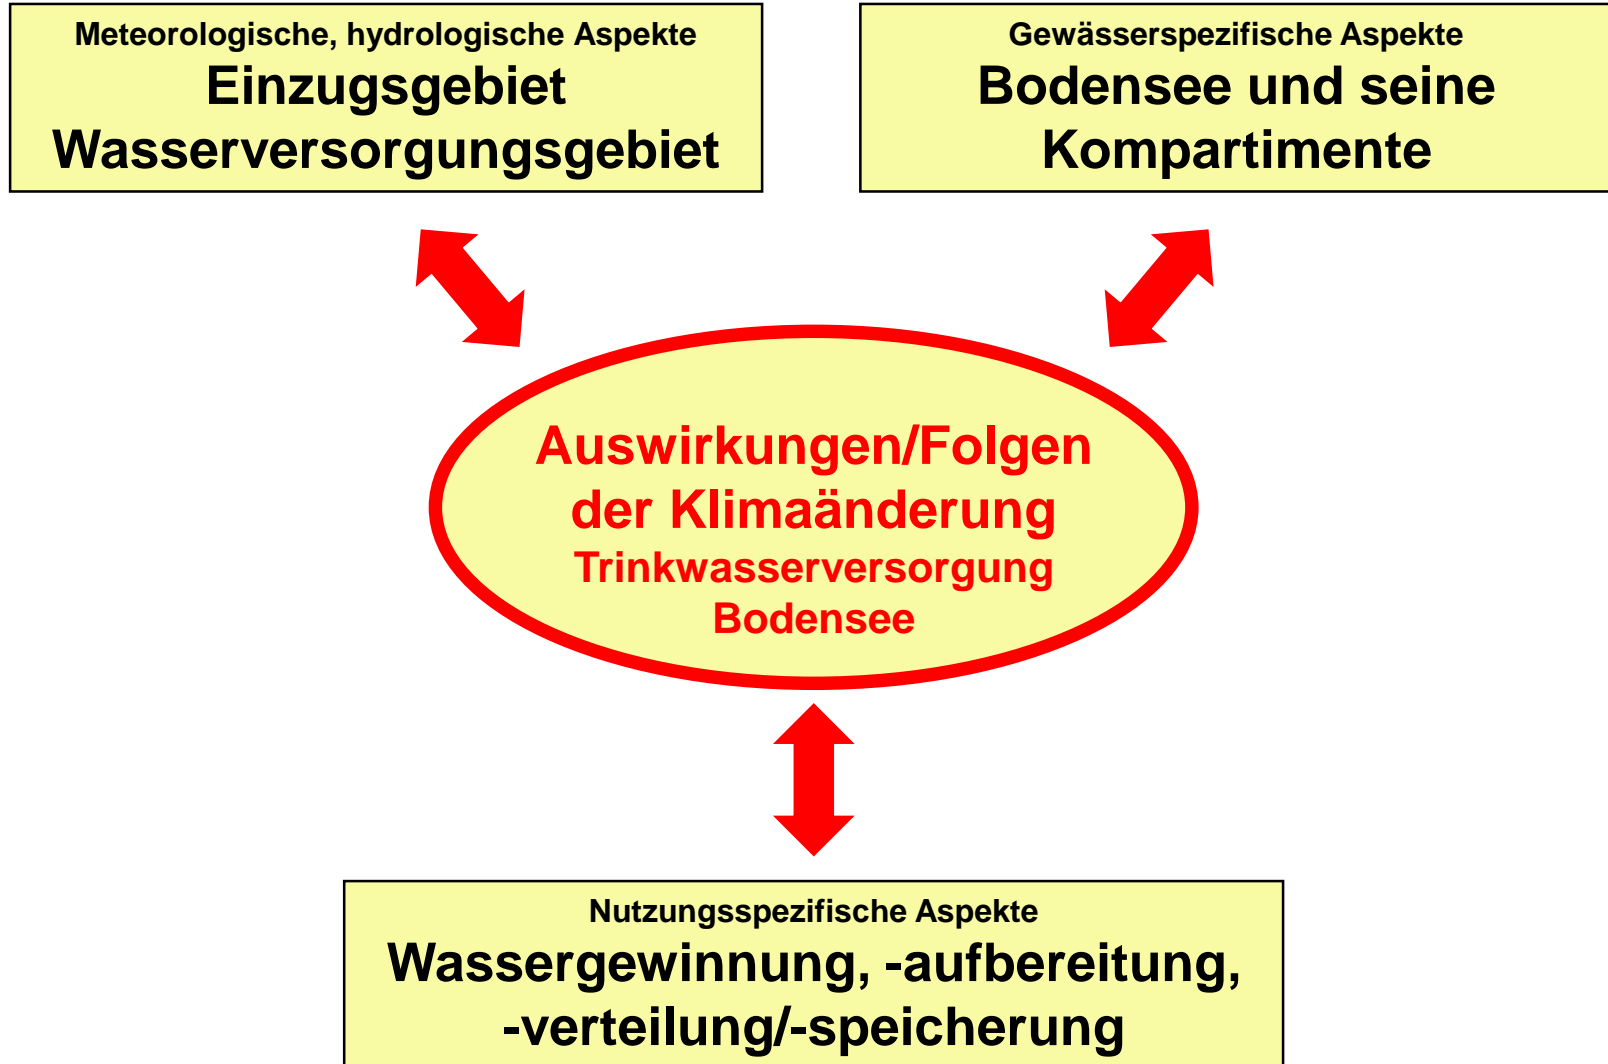 Meteorologische, hydrologische Aspekte
Einzugsgebiet
Wasserversorgungsgebiet
Gewässerspezifische Aspekte
Bodensee und seine
Kompartimente
Auswirkungen/Folgen
der Klimaänderung
Trinkwasserversorgung
Bodensee
Nutzungsspezifische Aspekte
Wassergewinnung, -aufbereitung,
-verteilung/-speicherung